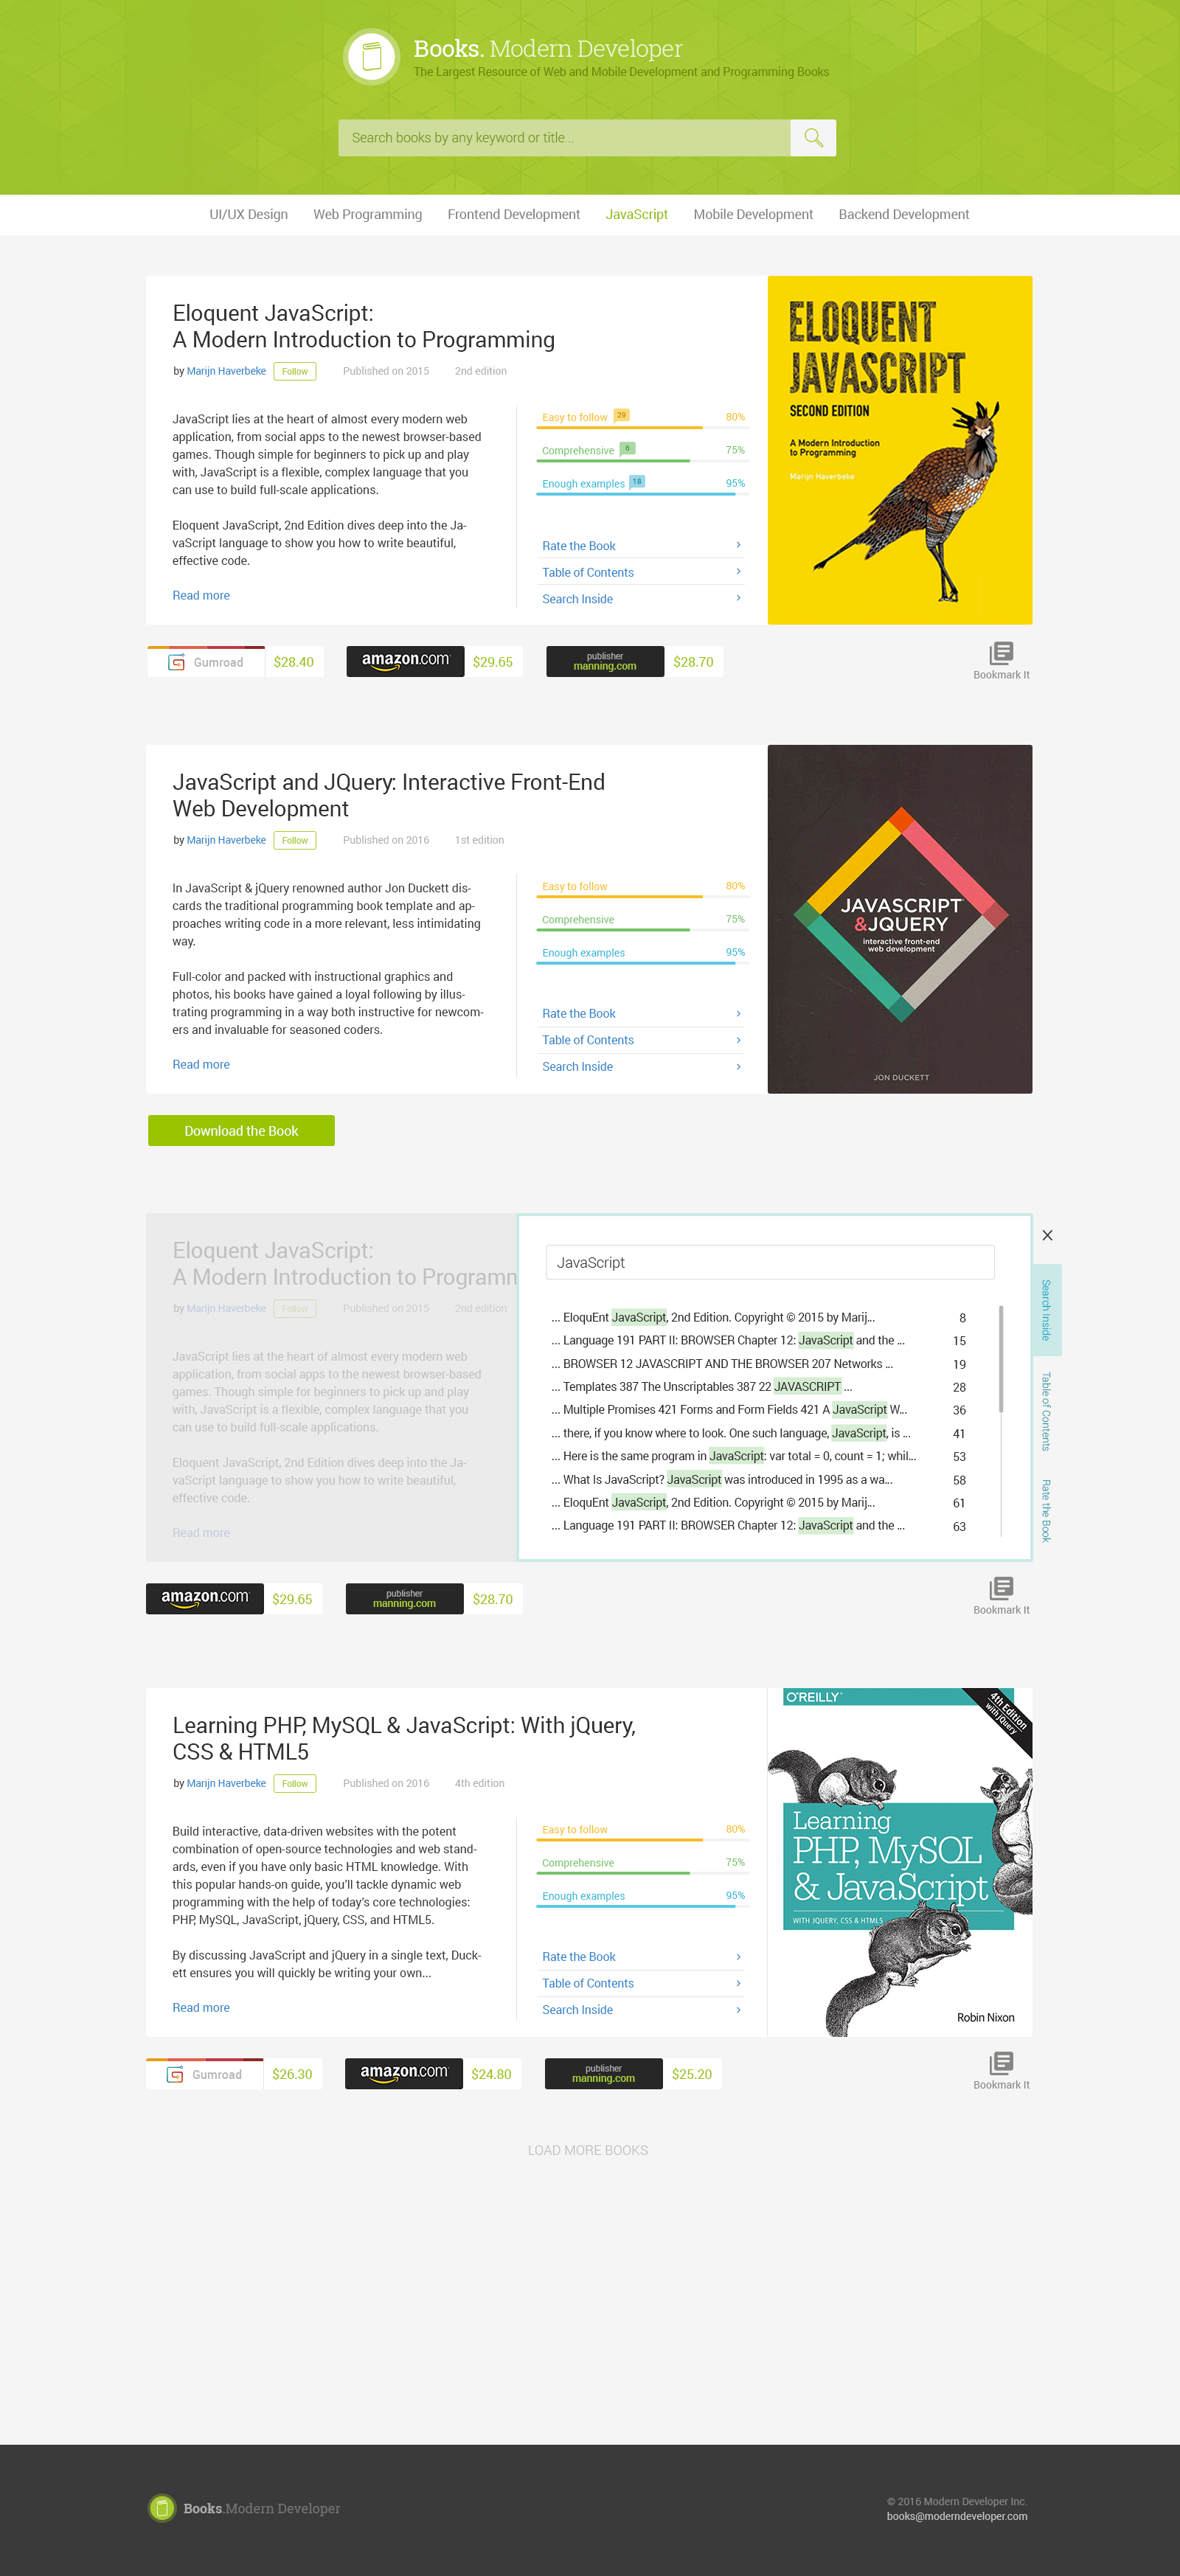 Books. Modern Developer
The Largest Resource of Web and Mobile Development and Programming Books
Search books by any keyword or title...
UI/UX Design
Web Programming
Frontend Development
JavaScript
Mobile Development
Backend Development
Eloquent JavaScript:
A Modern Introduction to Programming
by Marijn Haverbeke
Follow
Published on 2015
2nd edition
JavaScript lies at the heart of almost every modern web
application, from social apps to the newest browser-based
games. Though simple for beginners to pick up and play
with, JavaScript is a flexible, complex language that you
can use to build full-scale applications.
Eloquent JavaScript, 2nd Edition dives deep into the Ja-
vaScript language to show you how to write beautiful,
effective code.
Read more
Easy to follow 29 80%
Comprehensive 6 75%
Enough examples 18 95%
Rate the Book
Table of Contents
Search Inside
ELOQUENT
JAVASCRIPT
SECOND EDITION
A Modern Introduction
to Programming
Marijn Haverbeke
Gumroad $28.40
amazon.com $29.65
publisher
manning.com
$28.70
Bookmark It
JavaScript and JQuery: Interactive Front-End
Web Development
by Marijn Haverbeke
Follow
Published on 2016
1st edition
In JavaScript & jQuery renowned author Jon Duckett dis-
cards the traditional programming book template and ap-
proaches writing code in a more relevant, less intimidating
way.
Full-color and packed with instructional graphics and
photos, his books have gained a loyal following by illus-
trating programming in a way both instructive for newcom-
ers and invaluable for seasoned coders.
Read more
Easy to follow 80%
Comprehensive 75%
Enough examples 95%
Rate the Book
Table of Contents
Search Inside
JAVASCRIPT
&JQUERY
interactive front-end
web development
JON DUCKETT
Download the Book
Eloquent JavaScript:
A Modern Introduction to Programm
by Marijn Haverbeke
Follow
Published on 2015
2nd edition
JavaScript lies at the heart of almost every modern web
application, from social apps to the newest browser-based
games. Though simple for beginners to pick up and play
with, JavaScript is a flexible, complex language that you
can use to build full-scale applications.
Eloquent JavaScript, 2nd Edition dives deep into the Ja-
vaScript language to show you how to write beautiful,
effective code.
Read more
JavaScript
... EloquEnt JavaScript, 2nd Edition. Copyright © 2015 by Marij... 8
... Language 191 PART II: BROWSER Chapter 12: JavaScript and the ... 15
... BROWSER 12 JAVASCRIPT AND THE BROWSER 207 Networks ... 19
... Templates 387 The Unscriptables 387 22 JAVASCRIPT ... 28
... Multiple Promises 421 Forms and Form Fields 421 A JavaScript W... 36
... there, if you know where to look. One such language, JavaScript, is ... 41
... Here is the same program in JavaScript: var total = 0, count = 1; whil... 53
... What Is JavaScript? JavaScript was introduced in 1995 as a wa... 58
... EloquEnt JavaScript, 2nd Edition. Copyright © 2015 by Marij... 61
... Language 191 PART II: BROWSER Chapter 12: JavaScript and the ... 63
Search Inside
Table of Contents
Rate the Book
amazon.com $29.65
publisher
manning.com
$28.70
Bookmark It
Learning PHP, MySQL & JavaScript: With jQuery,
CSS & HTML5
by Marijn Haverbeke
Follow
Published on 2016
4th edition
Build interactive, data-driven websites with the potent
combination of open-source technologies and web stand-
ards, even if you have only basic HTML knowledge. With
this popular hands-on guide, you'll tackle dynamic web
programming with the help of today's core technologies:
PHP, MySQL, JavaScript, jQuery, CSS, and HTML5.
By discussing JavaScript and jQuery in a single text, Duck-
ett ensures you will quickly be writing your own...
Read more
Easy to follow 80%
Comprehensive 75%
Enough examples 95%
Rate the Book
Table of Contents
Search Inside
O'REILLY
4th Edition
with jQuery
Learning
PHP, MySQL
& JavaScript
WITH JQUERY, CSS & HTML5
Robin Nixon
Gumroad $26.30
amazon.com $24.80
publisher
manning.com
$25.20
Bookmark It
LOAD MORE BOOKS
Books.Modern Developer
© 2016 Modern Developer Inc.
books@moderndeveloper.com